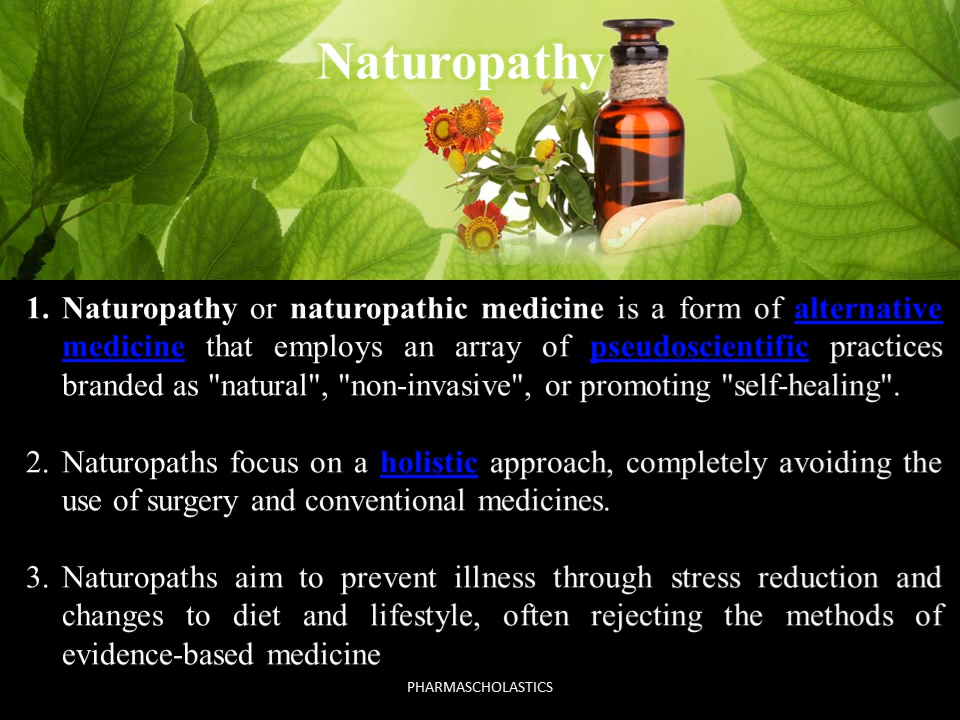 Naturopathy
1. Naturopathy or naturopathic medicine is a form of alternative
medicine that employs an array of pseudoscientific practices
branded as "natural", "non-invasive", or promoting "self-healing".
2. Naturopaths focus on a holistic approach, completely avoiding the
use of surgery and conventional medicines.
3. Naturopaths aim to prevent illness through stress reduction and
changes to diet and lifestyle, often rejecting the methods of
evidence-based medicine
PHARMASCHOLASTICS